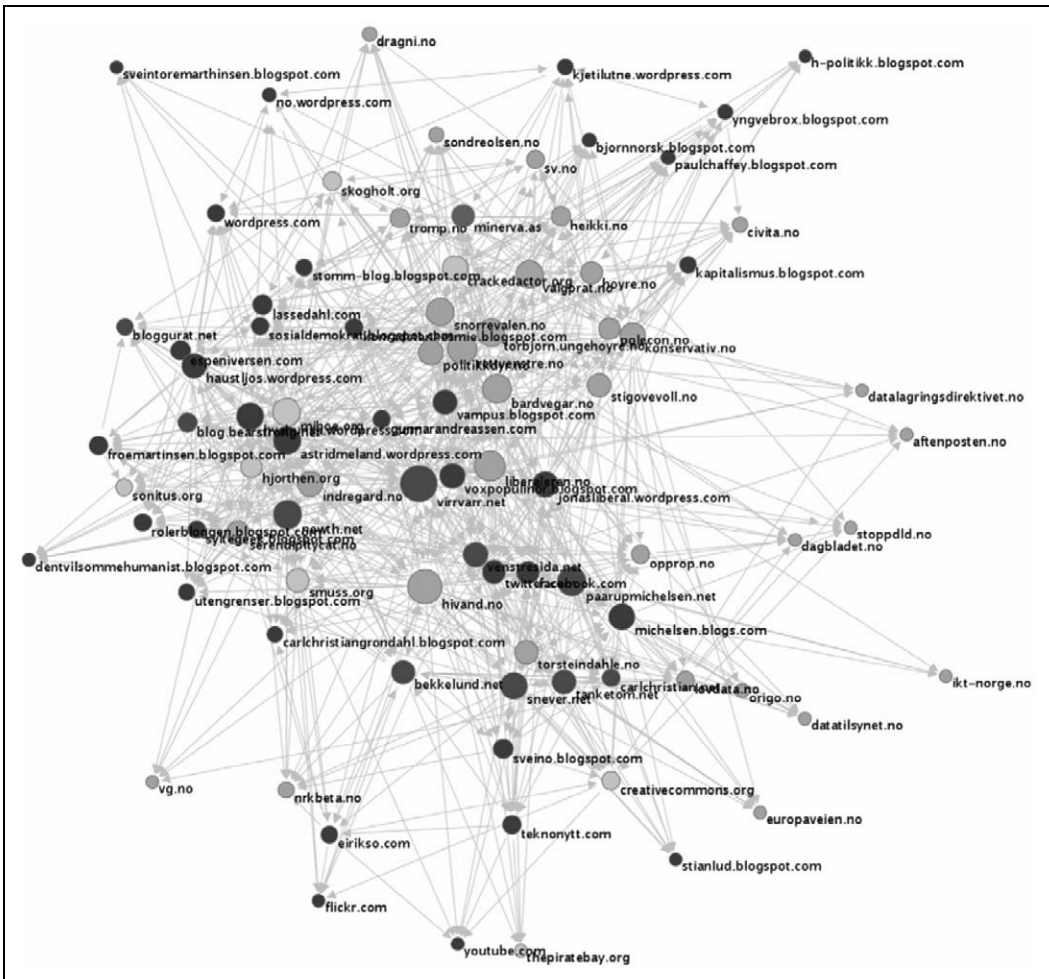 dragni.no
sveintoremarthinsen.blogspot.com
kjetilutne.wordpress.com
h-politikk.blogspot.com
no.wordpress.com
yngvebrox.blogspot.com
sondreolsen.no
bjornnorsk.blogspot.com
paulchaffey.blogspot.com
sv.no
skogholt.org
wordpress.com
tromp.no
minerva.as
heikki.no
civita.no
stomm-blog.blogspot.com
crackedactor.org
valgprat.no
hoyre.no
kapitalismus.blogspot.com
lassedahl.com
snorrevalen.no
bloggurat.net
polecon.no
konservativ.no
torbjorn.ungehoyre.no
espeniversen.com
politikkdyr.no
haustljos.wordpress.com
bardvegar.no
stigovevoll.no
datalagringsdirektivet.no
vampus.blogspot.com
blog.bearstrong.net
gunnarandreassen.com
aftenposten.no
froemartinsen.blogspot.com
astridmeland.wordpress.com
hjorthen.org
liberaleren.no
sonitus.org
indregard.no
virrvarr.net
voxpopulinor.blogspot.com
jonasliberal.wordpress.com
rolerblongen.blogspot.com
stoppdld.no
dagbladet.no
serendipitycat.no
dentvilsommehumanist.blogspot.com
opprop.no
venstresida.net
facebook.com
smuss.org
utengrenser.blogspot.com
hivand.no
paarupmichelsen.net
michelsen.blogs.com
carlchristiangrondahl.blogspot.com
torsteindahle.no
bekkelund.net
snever.net
tanketom.net
carlchristian.net
lovdata.no
origo.no
ikt-norge.no
datatilsynet.no
sveino.blogspot.com
vg.no
nrkbeta.no
creativecommons.org
europaveien.no
eirikso.com
teknonytt.com
stianlud.blogspot.com
flickr.com
youtube.com
thepiratebay.org